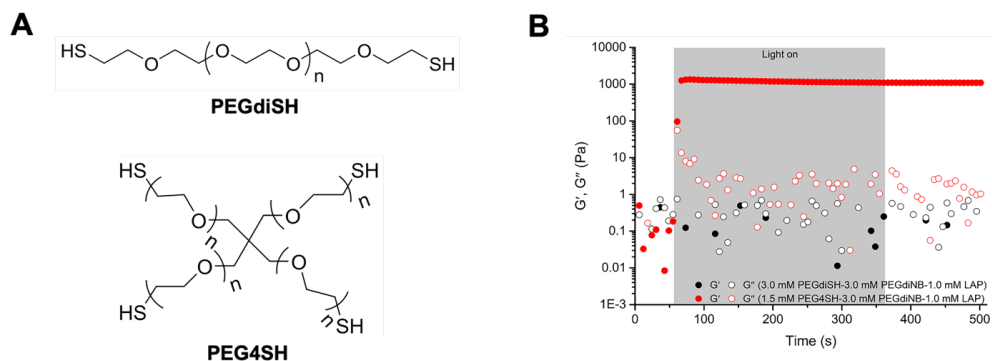 A
HS
O
O
O
n
O
SH
PEGdiSH
HS
SH
O
O
n
n
O
O
n
n
HS
SH
PEG4SH
B
Light on
10000
1000
100
10
1
0.1
0.01
1E-3
G′, G″ (Pa)
G′ G″ (3.0 mM PEGdiSH-3.0 mM PEGdiNB-1.0 mM LAP)
G′ G″ (1.5 mM PEG4SH-3.0 mM PEGdiNB-1.0 mM LAP)
0 100 200 300 400 500
Time (s)